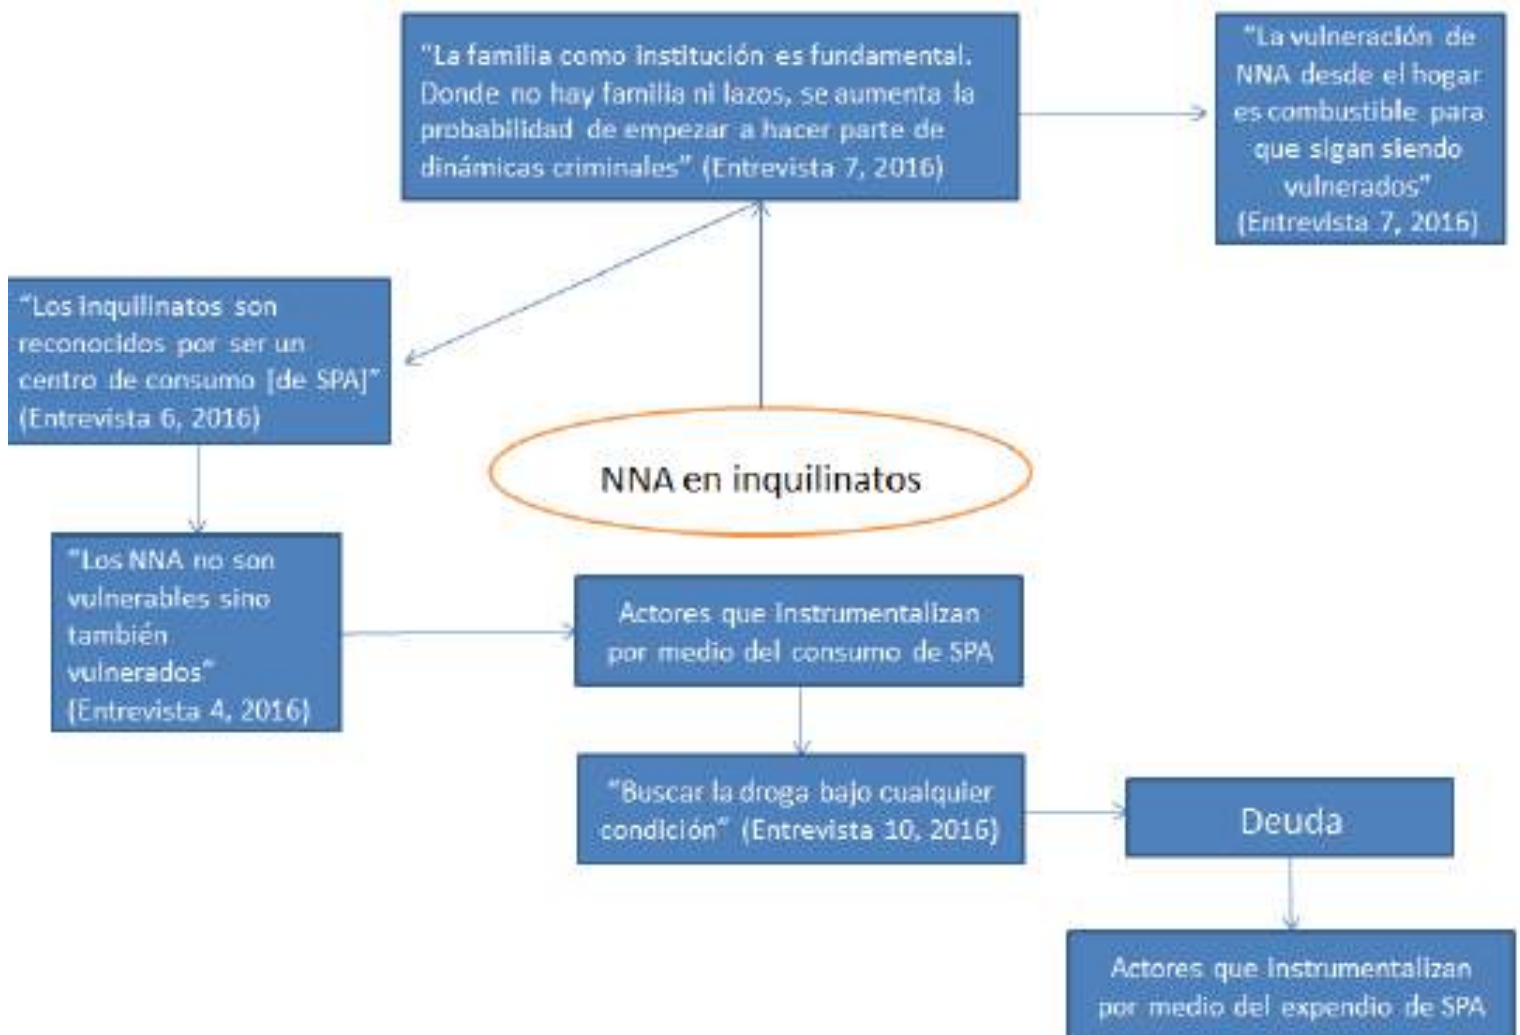 “La familia como institución es fundamental.
Donde no hay familia ni lazos, se aumenta la
probabilidad de empezar a hacer parte de
dinámicas criminales” (Entrevista 7, 2016)
“La vulneración de
NNA desde el hogar
es combustible para
que sigan siendo
vulnerados”
(Entrevista 7, 2016)
“Los inquilinatos son
reconocidos por ser un
centro de consumo [de SPA]”
(Entrevista 6, 2016)
NNA en inquilinatos
“Los NNA no son
vulnerables sino
también
vulnerados”
(Entrevista 4, 2016)
Actores que instrumentalizan
por medio del consumo de SPA
“Buscar la droga bajo cualquier
condición” (Entrevista 10, 2016)
Deuda
Actores que instrumentalizan
por medio del expendio de SPA